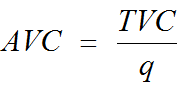 AVC = TVC / q